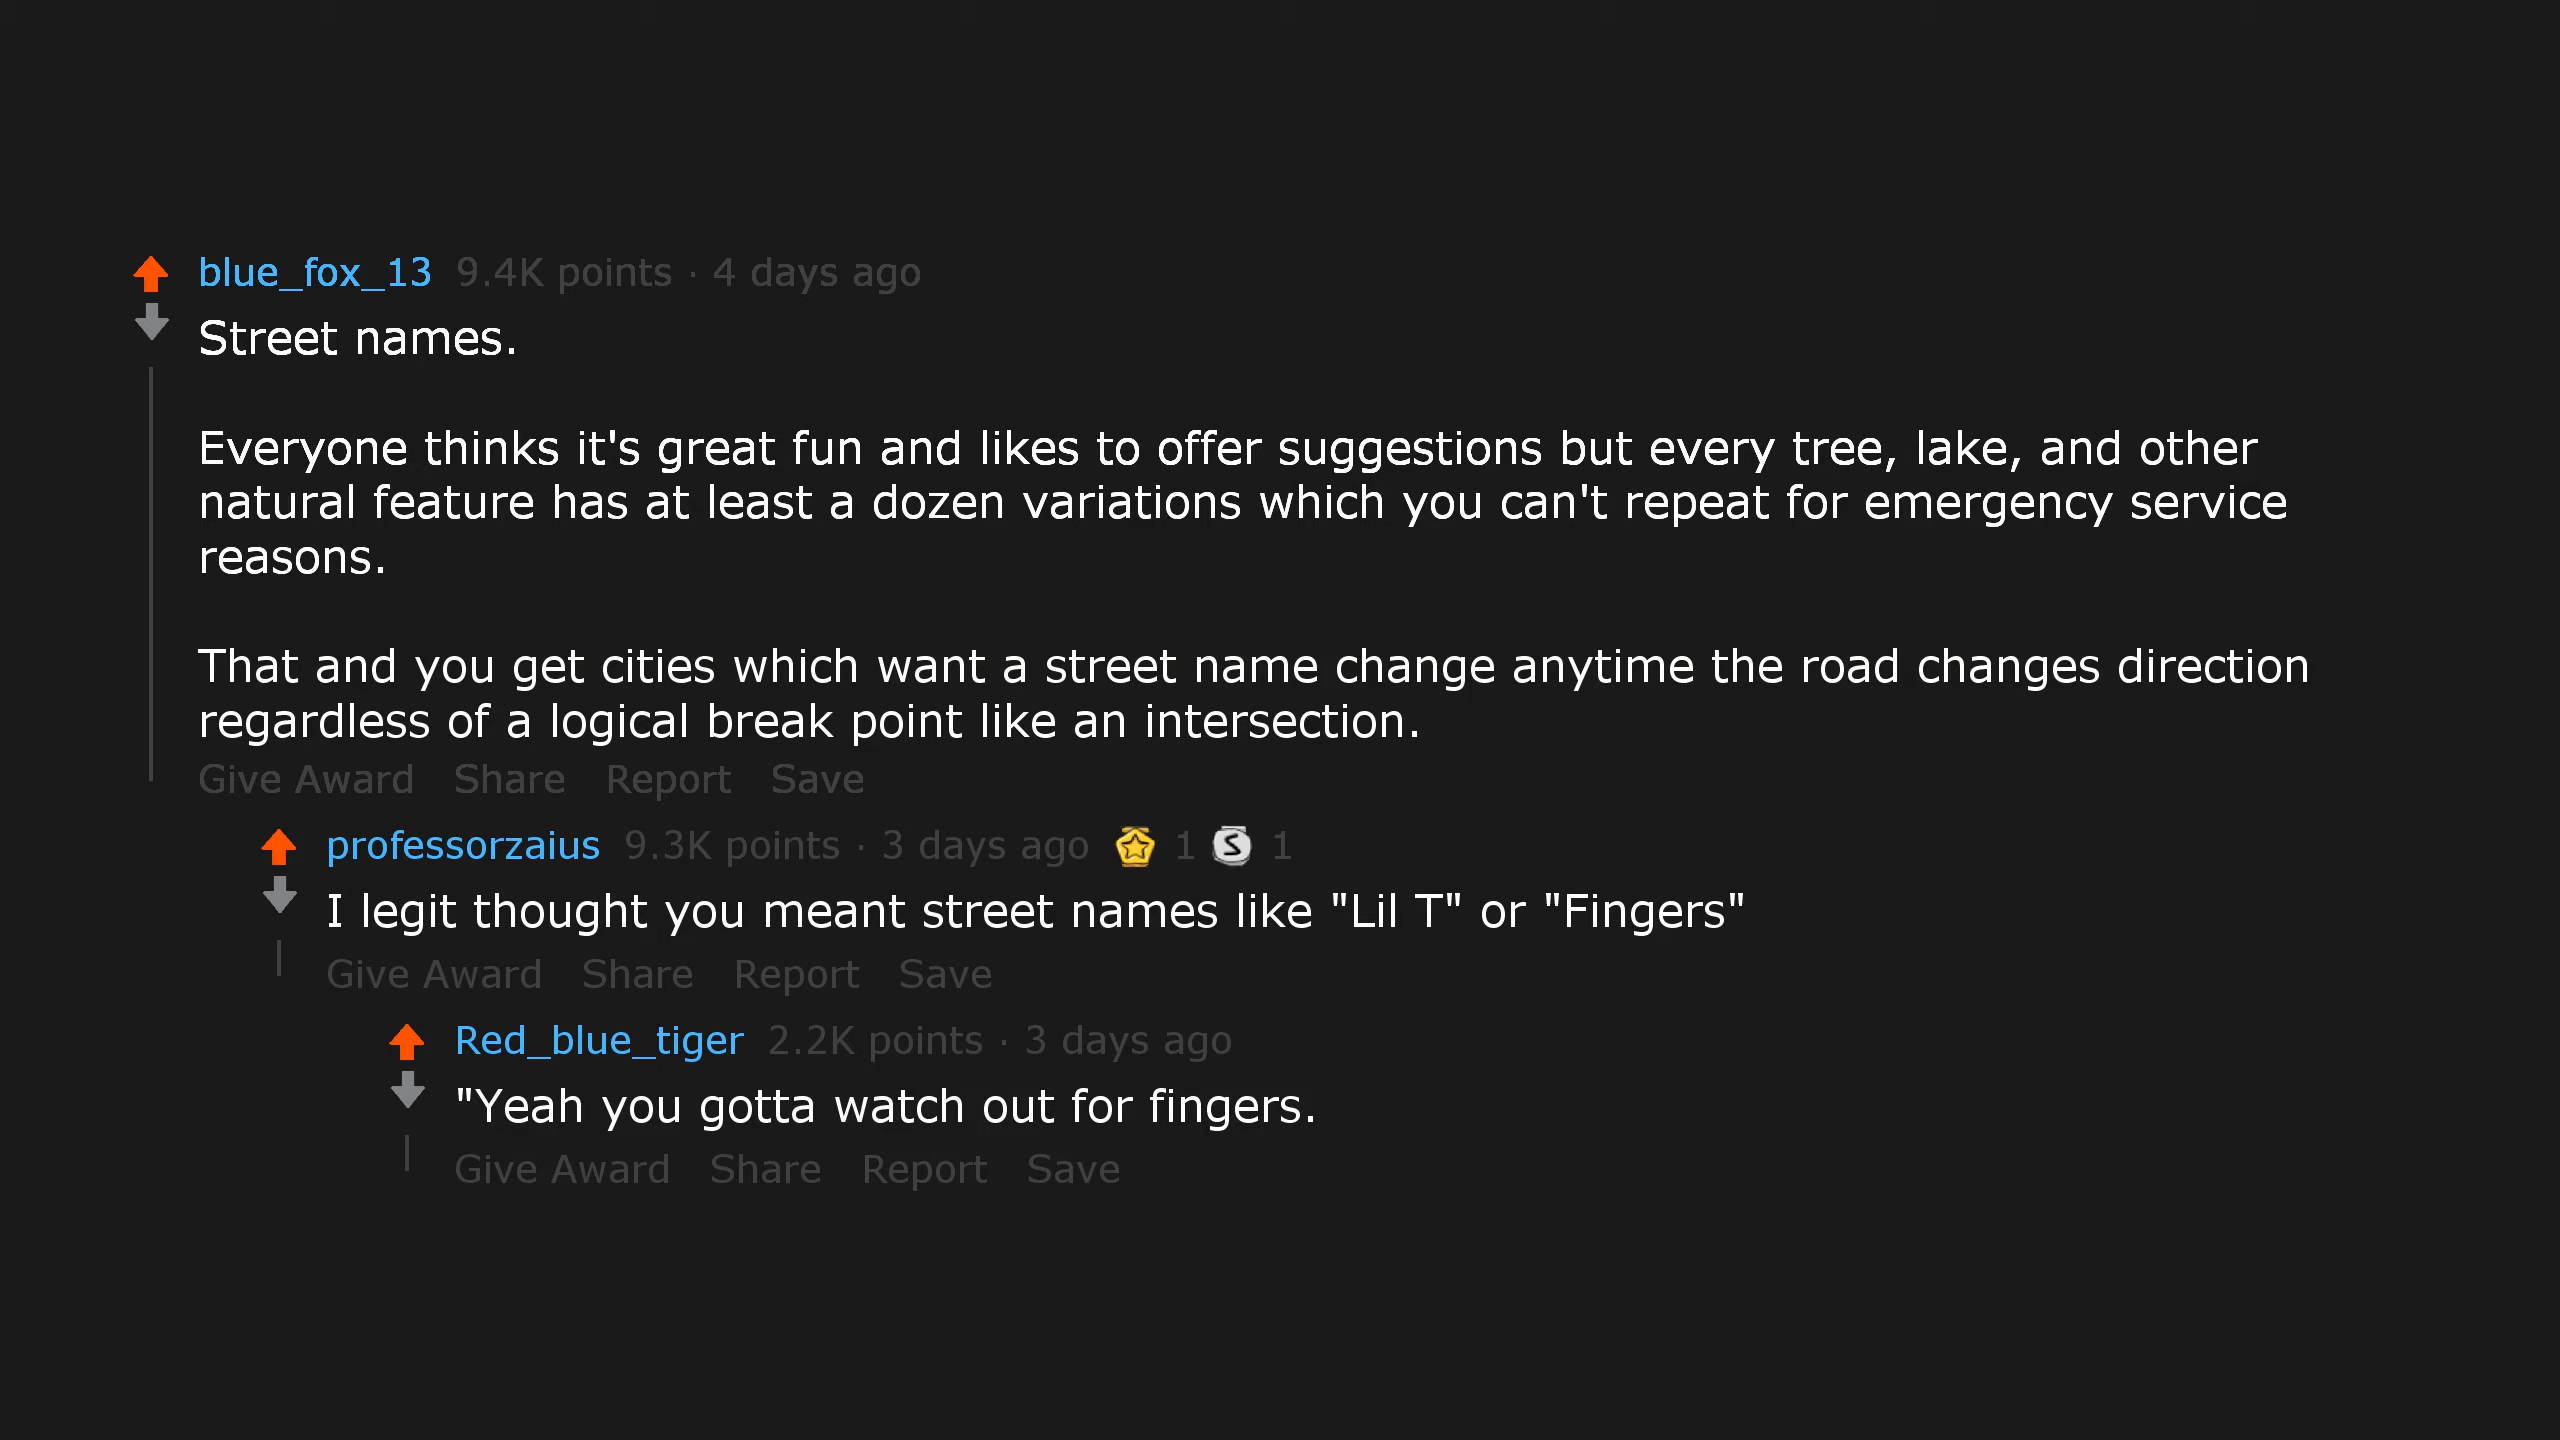 blue_fox_13 9.4K points · 4 days ago
Street names.
Everyone thinks it's great fun and likes to offer suggestions but every tree, lake, and other
natural feature has at least a dozen variations which you can't repeat for emergency service
reasons.
That and you get cities which want a street name change anytime the road changes direction
regardless of a logical break point like an intersection.
Give Award Share Report Save
professorzaius 9.3K points · 3 days ago 1 S 1
I legit thought you meant street names like "Lil T" or "Fingers"
Give Award Share Report Save
Red_blue_tiger 2.2K points · 3 days ago
"Yeah you gotta watch out for fingers.
Give Award Share Report Save